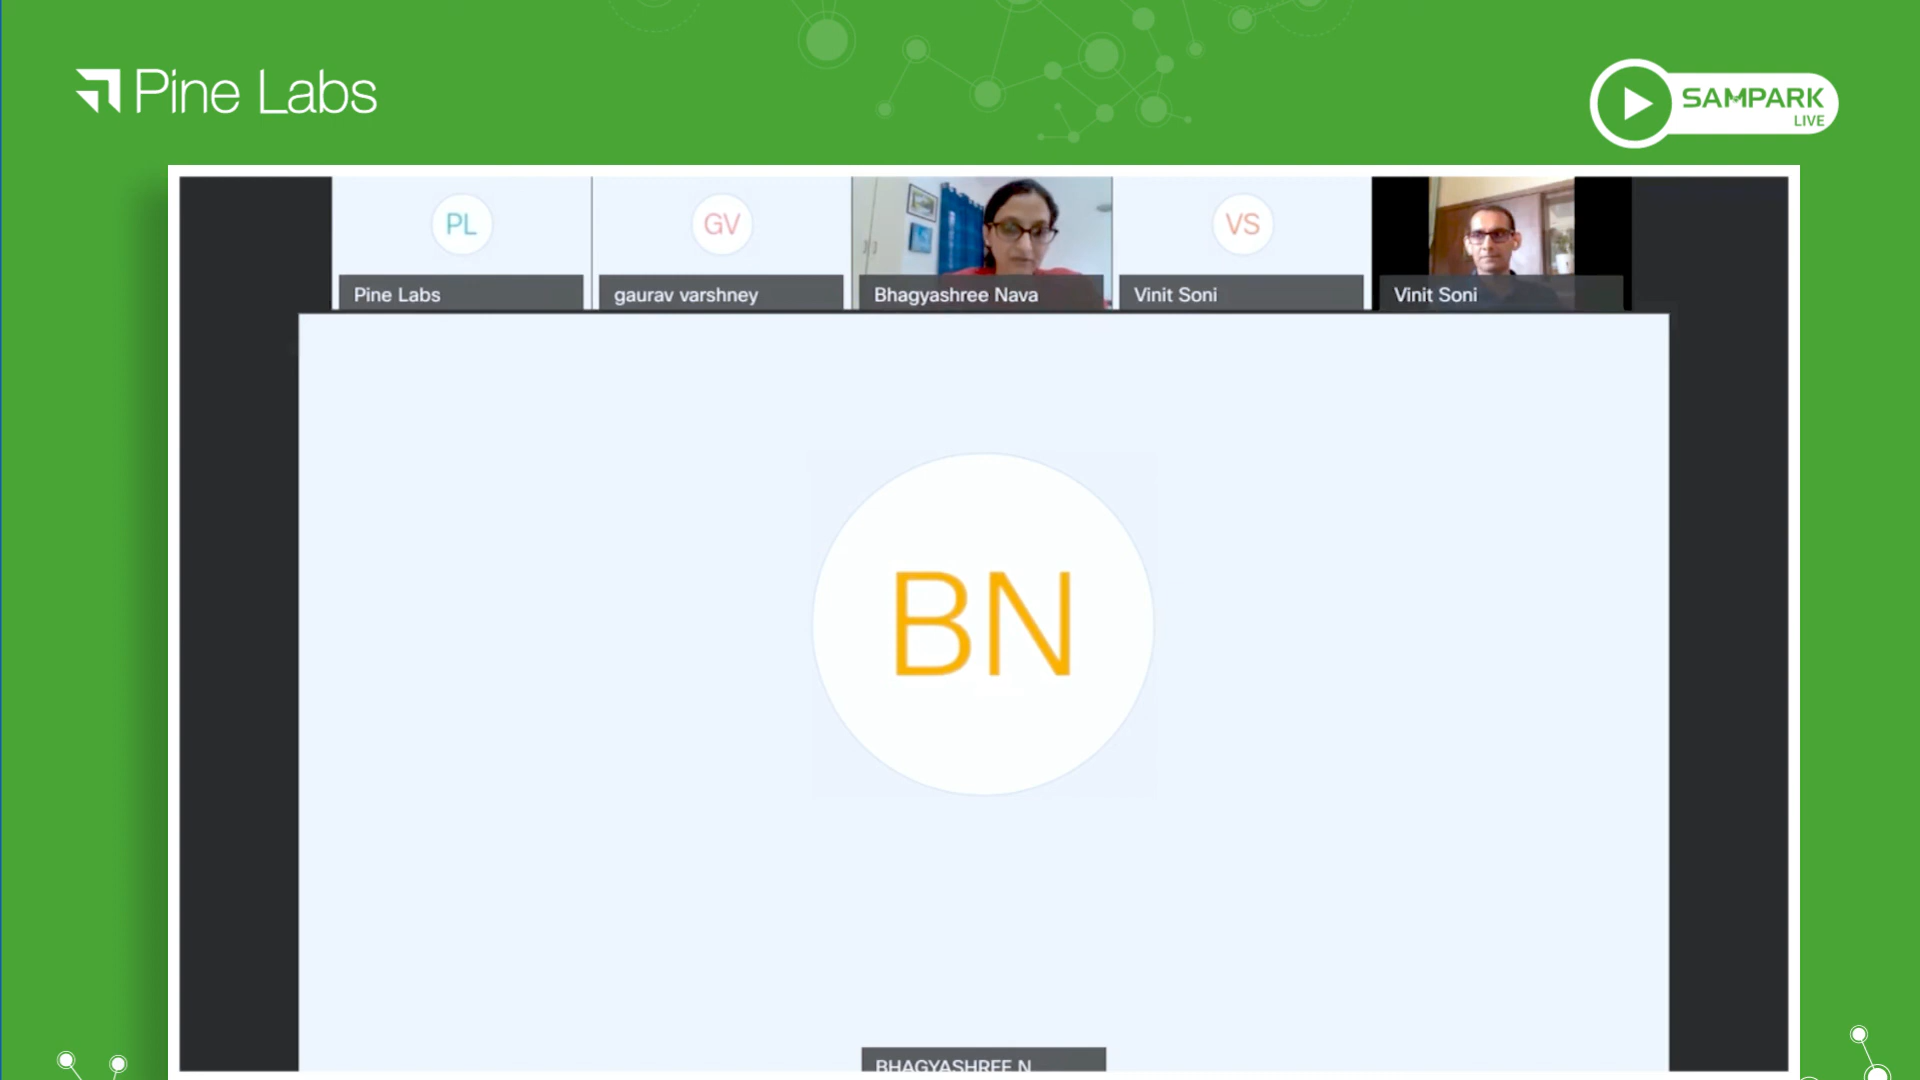 Pine Labs
SAMPARK
LIVE
PL
GV
VS
Pine Labs
gaurav varshney
Bhagyashree Nava
Vinit Soni
Vinit Soni
BN
BHAGYASHREE N